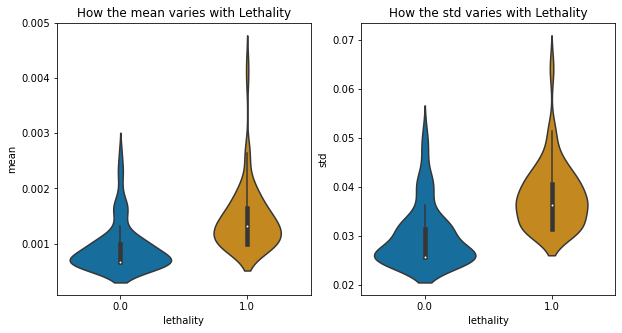 How the mean varies with Lethality
0.005
0.004
0.003
0.002
0.001
mean
0.0
1.0
lethality
How the std varies with Lethality
0.07
0.06
0.05
0.04
0.03
0.02
std
0.0
1.0
lethality